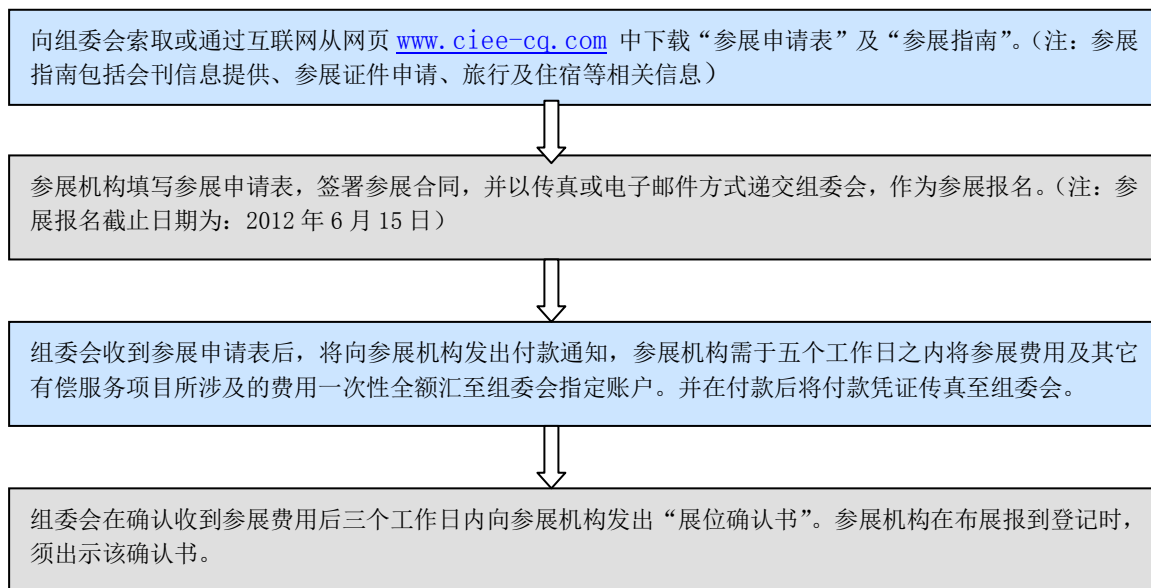 向组委会索取或通过互联网从网页 www.ciee-cq.com 中下载“参展申请表”及“参展指南”。(注：参展
指南包括会刊信息提供、参展证件申请、旅行及住宿等相关信息)
参展机构填写参展申请表，签署参展合同，并以传真或电子邮件方式递交组委会，作为参展报名。(注：参
展报名截止日期为：2012 年 6 月 15 日)
组委会收到参展申请表后，将向参展机构发出付款通知，参展机构需于五个工作日之内将参展费用及其它
有偿服务项目所涉及的费用一次性全额汇至组委会指定账户。并在付款后将付款凭证传真至组委会。
组委会在确认收到参展费用后三个工作日内向参展机构发出“展位确认书”。参展机构在布展报到登记时，
须出示该确认书。